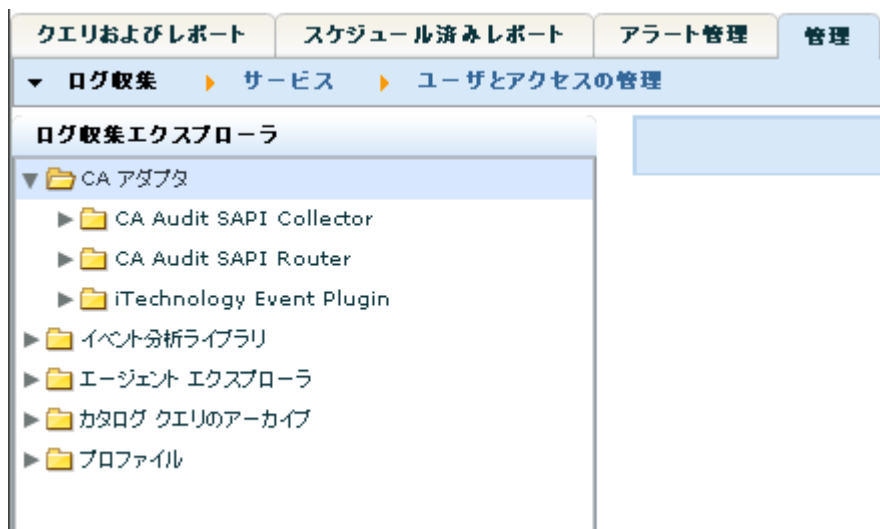 クエリおよびレポート スケジュール済みレポート アラート管理 管理
ログ収集 サービス ユーザとアクセスの管理
ログ収集エクスプローラ
CA アダプタ
CA Audit SAPI Collector
CA Audit SAPI Router
iTechnology Event Plugin
イベント分析ライブラリ
エージェント エクスプローラ
カタログ クエリのアーカイブ
プロファイル